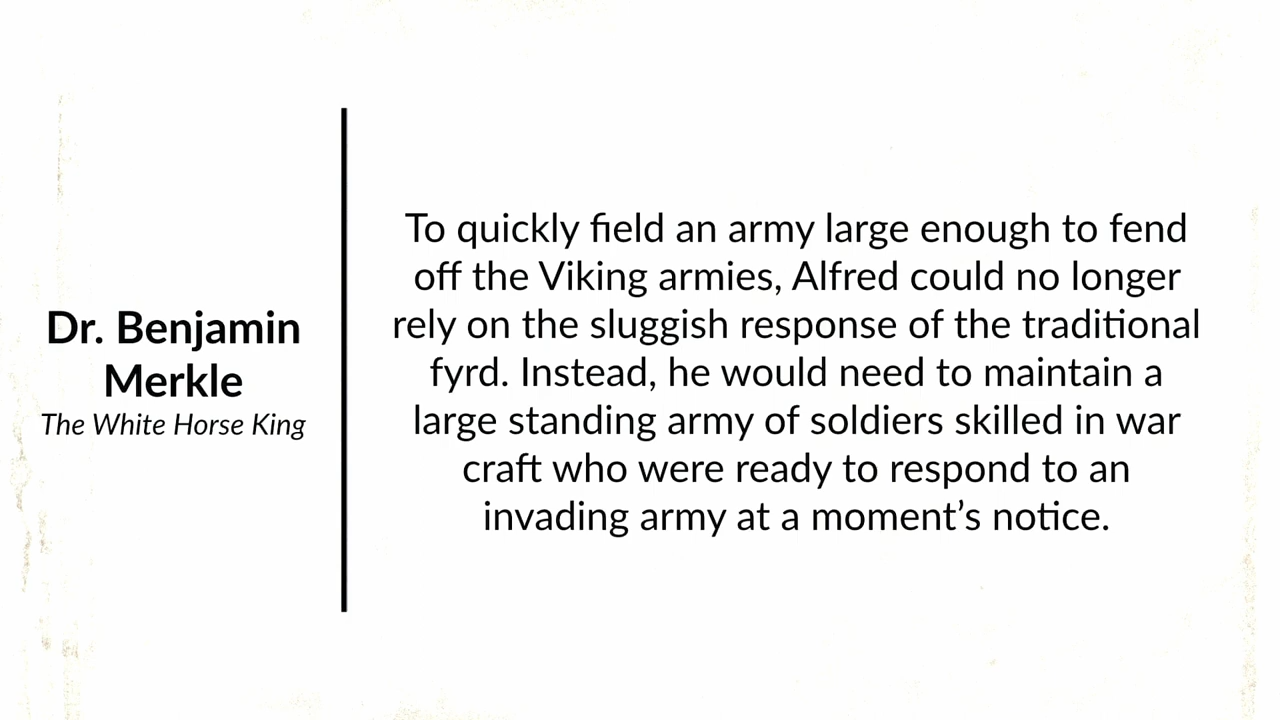 Dr. Benjamin
Merkle
The White Horse King
To quickly field an army large enough to fend
off the Viking armies, Alfred could no longer
rely on the sluggish response of the traditional
fyrd. Instead, he would need to maintain a
large standing army of soldiers skilled in war
craft who were ready to respond to an
invading army at a moment’s notice.